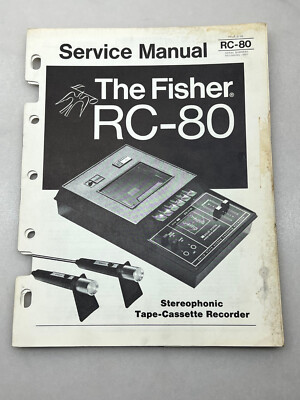 Service Manual
RC-80
The Fisher®
RC-80
Stereophonic
Tape-Cassette Recorder